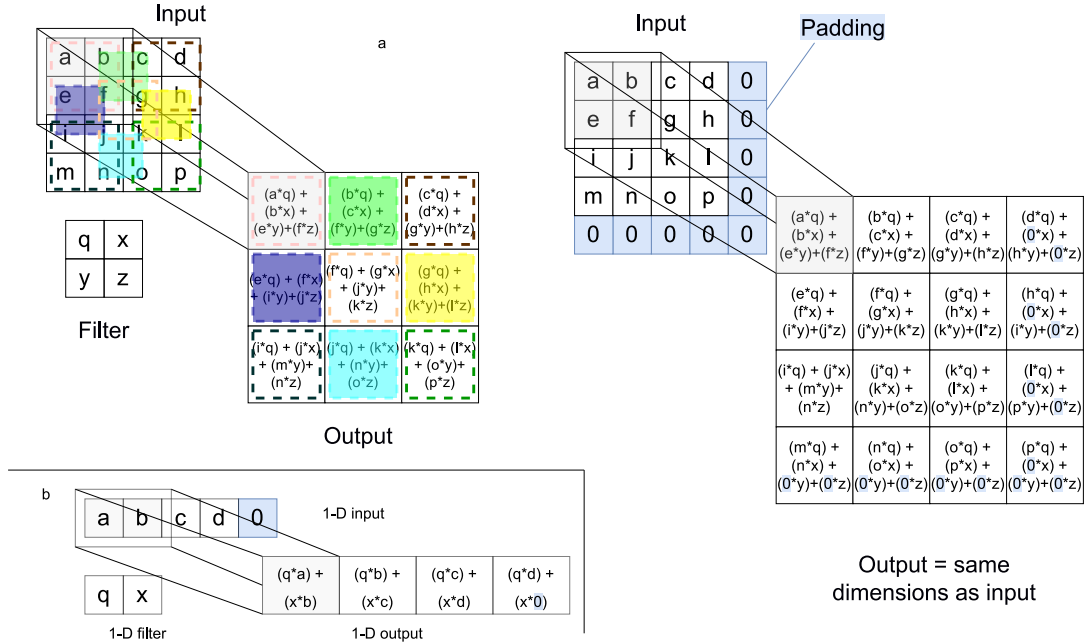 Input
a
a b c d
e f g h
i j k l
m n o p
q x
y z
Filter
(a*q) +
(b*x) +
(e*y)+(f*z)
(b*q) +
(c*x) +
(f*y)+(g*z)
(c*q) +
(d*x) +
(g*y)+(h*z)
(e*q) + (f*x)
+ (i*y)+(j*z)
(f*q) + (g*x)
+ (j*y)+
(k*z)
(g*q) +
(h*x) +
(k*y)+(l*z)
(i*q) + (j*x)
+ (m*y)+
(n*z)
(j*q) + (k*x)
+ (n*y)+
(o*z)
(k*q) + (l*x)
+ (o*y)+
(p*z)
Output
Input
Padding
a b c d 0
e f g h 0
i j k l 0
m n o p 0
0 0 0 0 0
(a*q) +
(b*x) +
(e*y)+(f*z)
(b*q) +
(c*x) +
(f*y)+(g*z)
(c*q) +
(d*x) +
(g*y)+(h*z)
(d*q) +
(0*x) +
(h*y)+(0*z)
(e*q) +
(f*x) +
(i*y)+(j*z)
(f*q) +
(g*x) +
(j*y)+(k*z)
(g*q) +
(h*x) +
(k*y)+(l*z)
(h*q) +
(0*x) +
(i*y)+(0*z)
(i*q) + (j*x)
+ (m*y)+
(n*z)
(j*q) +
(k*x) +
(n*y)+(o*z)
(k*q) +
(l*x) +
(o*y)+(p*z)
(l*q) +
(0*x) +
(p*y)+(0*z)
(m*q) +
(n*x) +
(0*y)+(0*z)
(n*q) +
(o*x) +
(0*y)+(0*z)
(o*q) +
(p*x) +
(0*y)+(0*z)
(p*q) +
(0*x) +
(0*y)+(0*z)
Output = same
dimensions as input
b
a b c d 0
1-D input
q x
1-D filter
(q*a) +
(x*b)
(q*b) +
(x*c)
(q*c) +
(x*d)
(q*d) +
(x*0)
1-D output